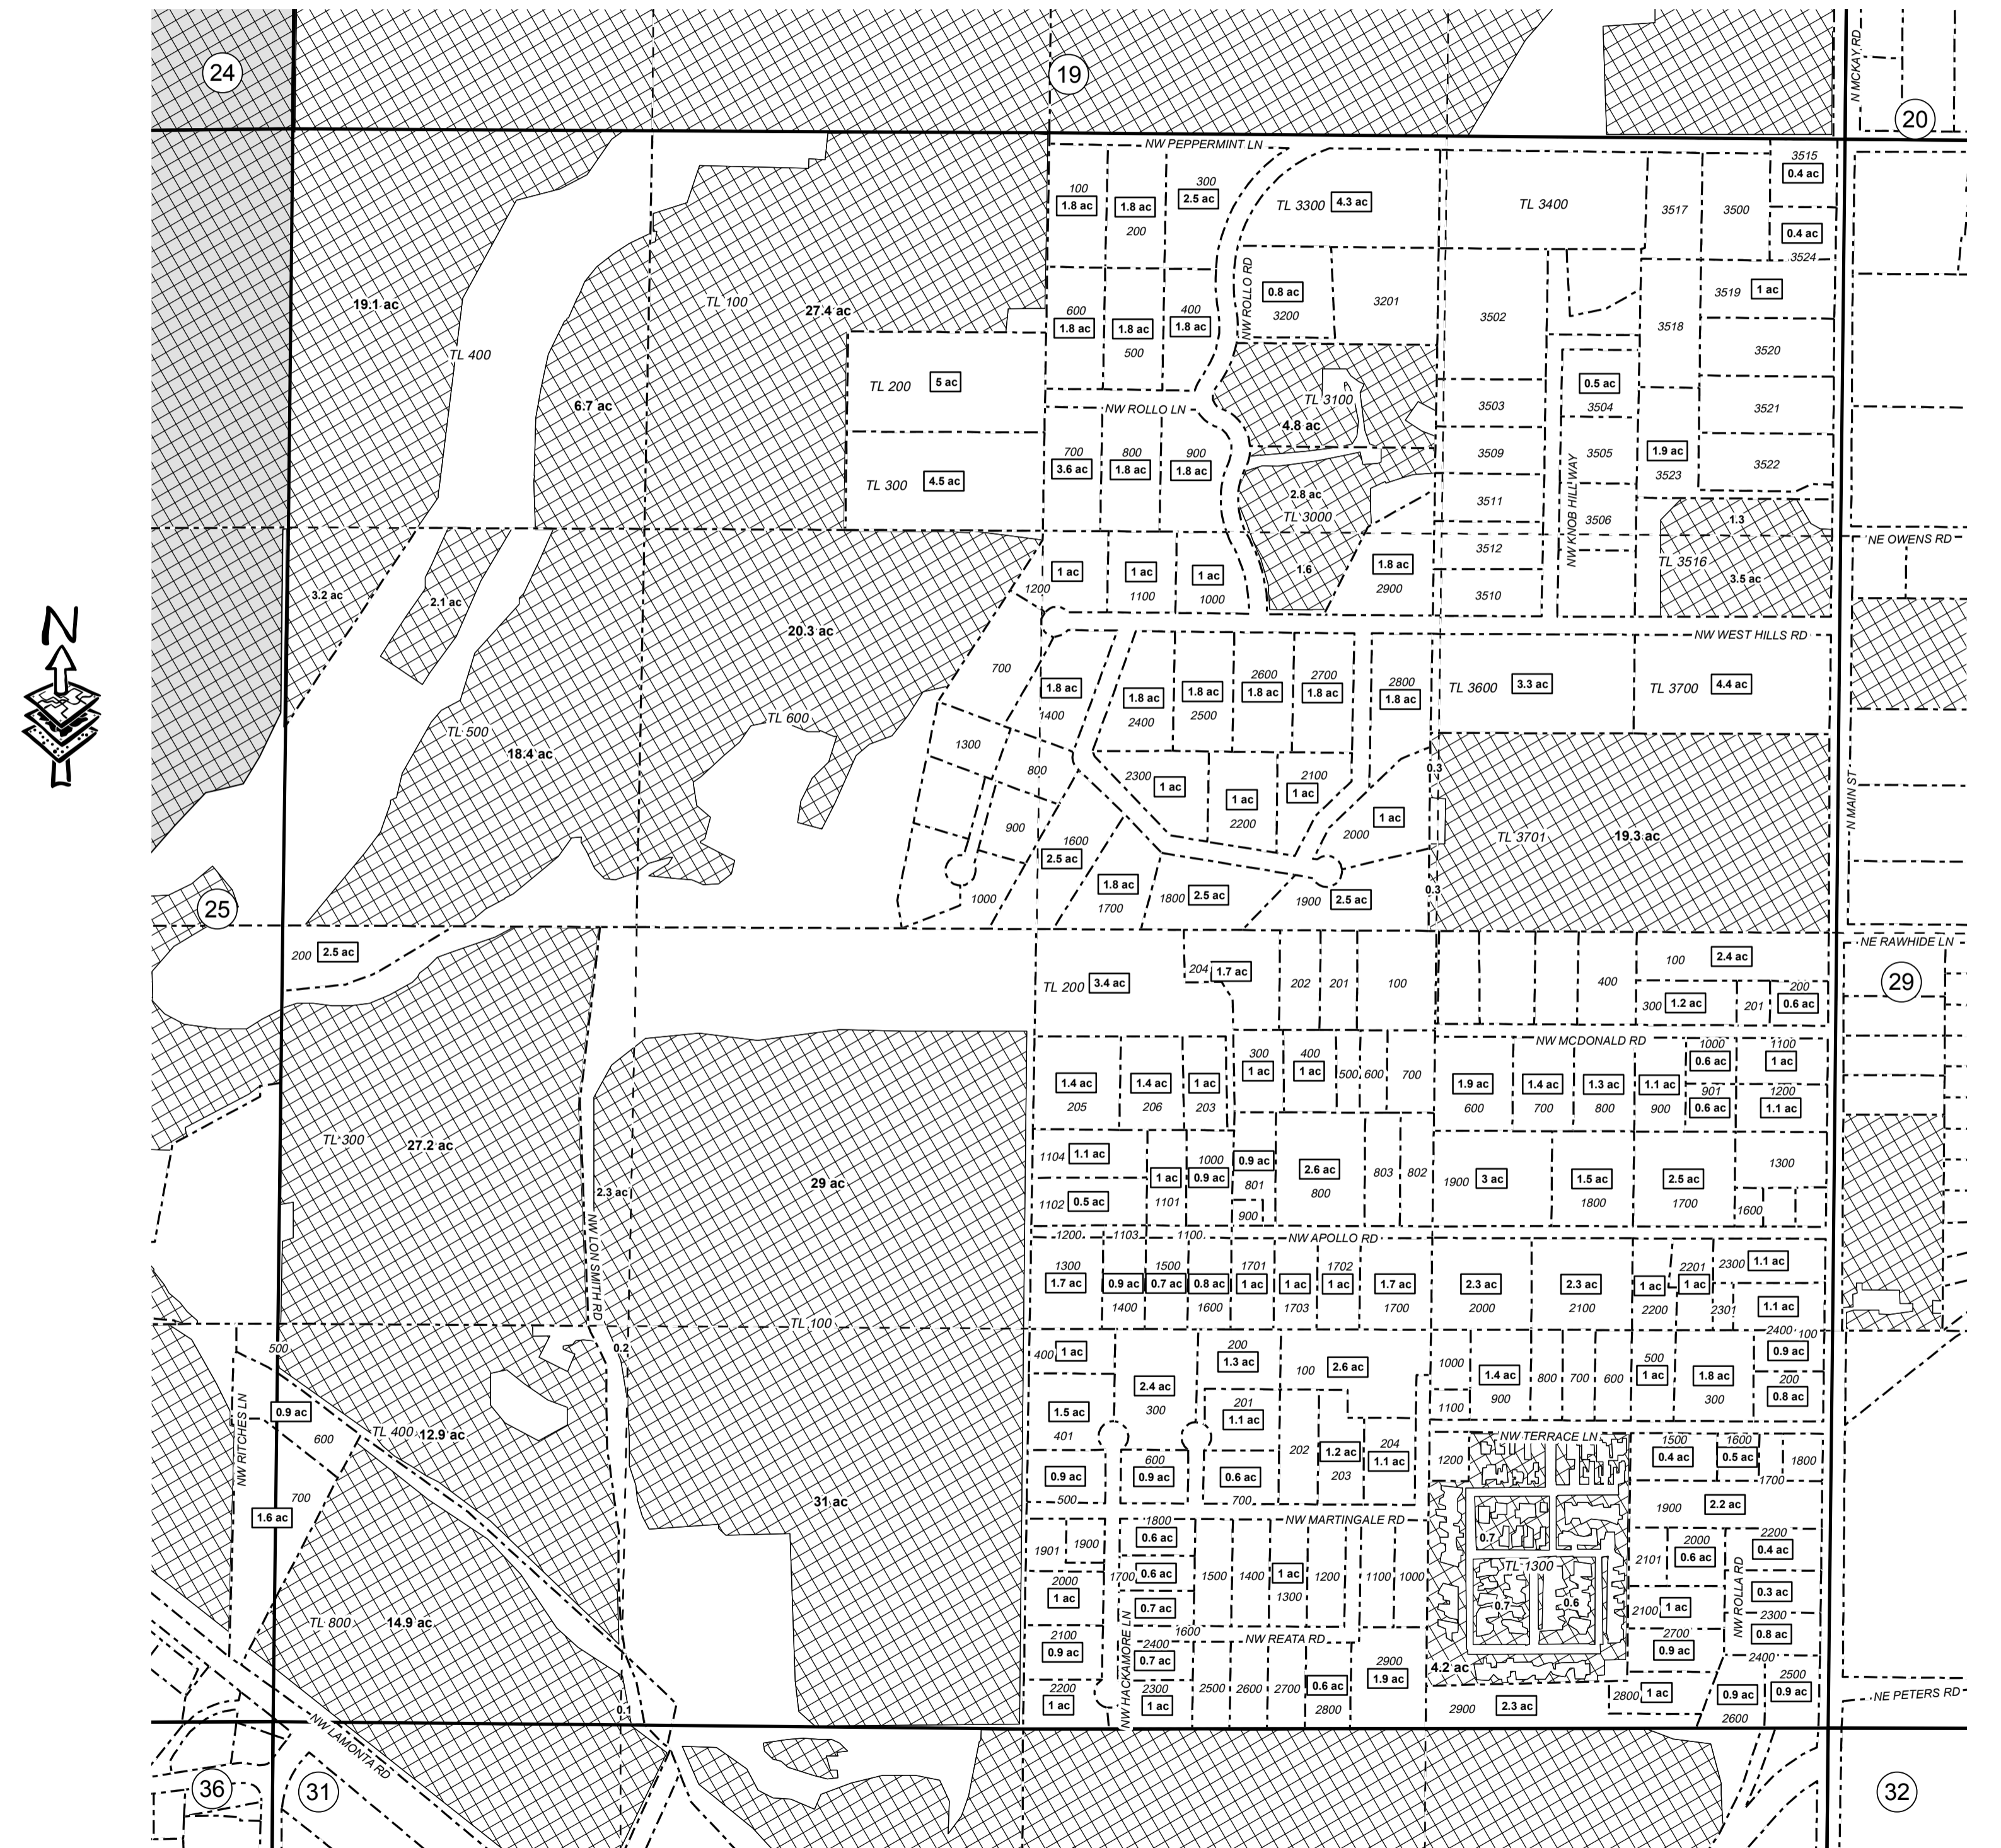 24
19
20
N MCKAY RD
NW PEPPERMINT LN
100
1.8 ac
1.8 ac
200
300
2.5 ac
TL 3300
4.3 ac
TL 3400
3517
3500
3515
0.4 ac
0.4 ac
3524
19.1 ac
TL 400
TL 100
27.4 ac
6.7 ac
600
1.8 ac
1.8 ac
500
400
1.8 ac
NW ROLLO RD
0.8 ac
3200
3201
3502
3518
3519
1 ac
3520
TL 200
5 ac
NW ROLLO LN
TL 3100
4.8 ac
3503
0.5 ac
3504
3521
TL 300
4.5 ac
700
3.6 ac
800
1.8 ac
900
1.8 ac
3509
3505
1.9 ac
3523
3522
2.8 ac
TL 3000
3511
3506
NW KNOB HILL WAY
1.3
NE OWENS RD
3512
TL 3516
3.5 ac
3.2 ac
2.1 ac
20.3 ac
1200
1 ac
1 ac
1100
1 ac
1000
1.6
1.8 ac
2900
3510
N
NW WEST HILLS RD
700
1.8 ac
1400
1.8 ac
2400
1.8 ac
2500
2600
1.8 ac
2700
1.8 ac
2800
1.8 ac
TL 3600
3.3 ac
TL 3700
4.4 ac
TL 500
18.4 ac
TL 600
1300
800
2300
1 ac
1 ac
2200
2100
1 ac
0.3
N MAIN ST
900
1600
2.5 ac
2000
1 ac
TL 3701
19.3 ac
1000
1.8 ac
1700
1800
2.5 ac
1900
2.5 ac
0.3
25
200
2.5 ac
NE RAWHIDE LN
29
TL 200
3.4 ac
204
1.7 ac
202
201
100
400
100
2.4 ac
300
1.2 ac
201
200
0.6 ac
NW MCDONALD RD
1.4 ac
205
1.4 ac
206
1 ac
203
300
1 ac
400
1 ac
500
600
700
1.9 ac
600
1.4 ac
700
1.3 ac
800
1.1 ac
900
1000
0.6 ac
901
0.6 ac
1100
1 ac
1200
1.1 ac
TL 300
27.2 ac
2.3 ac
29 ac
1104
1.1 ac
1102
0.5 ac
1 ac
1101
1000
0.9 ac
0.9 ac
801
900
2.6 ac
800
803
802
1900
3 ac
1.5 ac
1800
2.5 ac
1700
1300
1600
NW LON SMITH RD
1200
1103
1100
NW APOLLO RD
1300
1.7 ac
0.9 ac
1400
1500
0.7 ac
0.8 ac
1600
1701
1 ac
1 ac
1703
1702
1 ac
1.7 ac
1700
2.3 ac
2000
2.3 ac
2100
1 ac
2200
2201
1 ac
2300
1.1 ac
2301
1.1 ac
2400
TL 100
500
0.2
400
1 ac
200
1.3 ac
100
2.6 ac
1000
1.4 ac
900
800
700
600
500
1 ac
1.8 ac
300
100
0.9 ac
200
0.8 ac
NW RITCHES LN
0.9 ac
600
TL 400
12.9 ac
1.5 ac
401
2.4 ac
300
201
1.1 ac
202
1.2 ac
203
204
1.1 ac
1100
1200
NW TERRACE LN
1500
0.4 ac
1600
0.5 ac
1800
1700
700
1.6 ac
31 ac
0.9 ac
500
600
0.9 ac
0.6 ac
700
1900
2.2 ac
NW MARTINGALE RD
1901
1900
1800
0.6 ac
1700
0.6 ac
0.7 ac
1600
1500
1400
1 ac
1300
1200
1100
1000
0.7
TL 1300
0.7
0.6
4.2 ac
2101
2000
0.6 ac
2200
0.4 ac
0.3 ac
2300
0.8 ac
2400
NW ROLLA RD
2100
1 ac
2700
0.9 ac
TL 800
14.9 ac
2000
1 ac
2100
0.9 ac
2200
1 ac
NW HACKAMORE LN
NW REATA RD
2400
0.7 ac
2300
1 ac
2500
2600
2700
0.6 ac
2800
2900
1.9 ac
2900
2.3 ac
2800
1 ac
0.9 ac
2600
2500
0.9 ac
NE PETERS RD
0.1
NW LAMONTA RD
36
31
32